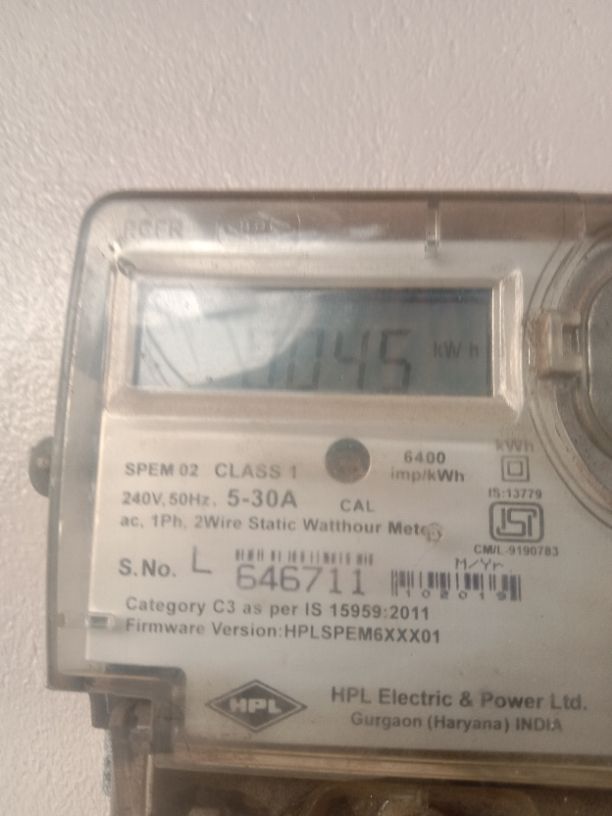 0045 kWh
6400
imp/kWh
kWh
SPEM 02 CLASS 1
240V, 50Hz. 5-30A CAL
ac, 1Ph, 2Wire Static Watthour Meter
IS:13779
CM/L-9190783
S.No. L 646711
M/Yr
102019
Category C3 as per IS 15959:2011
Firmware Version:HPLSPEM6XXX01
HPL
HPL Electric & Power Ltd.
Gurgaon (Haryana) INDIA